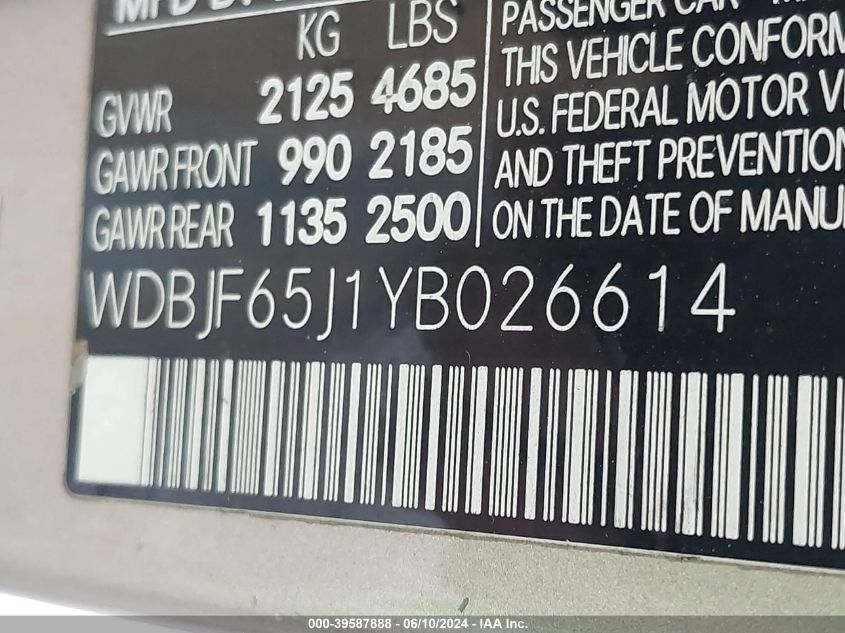 KG LBS
GVWR 2125 4685
GAWR FRONT 990 2185
GAWR REAR 1135 2500
PASSENGER CAR
THIS VEHICLE CONFORM
U.S. FEDERAL MOTOR
AND THEFT PREVENTION
ON THE DATE OF MANU
WDBJF65J1YB026614
000-39587888 - 06/10/2024 - IAA Inc.